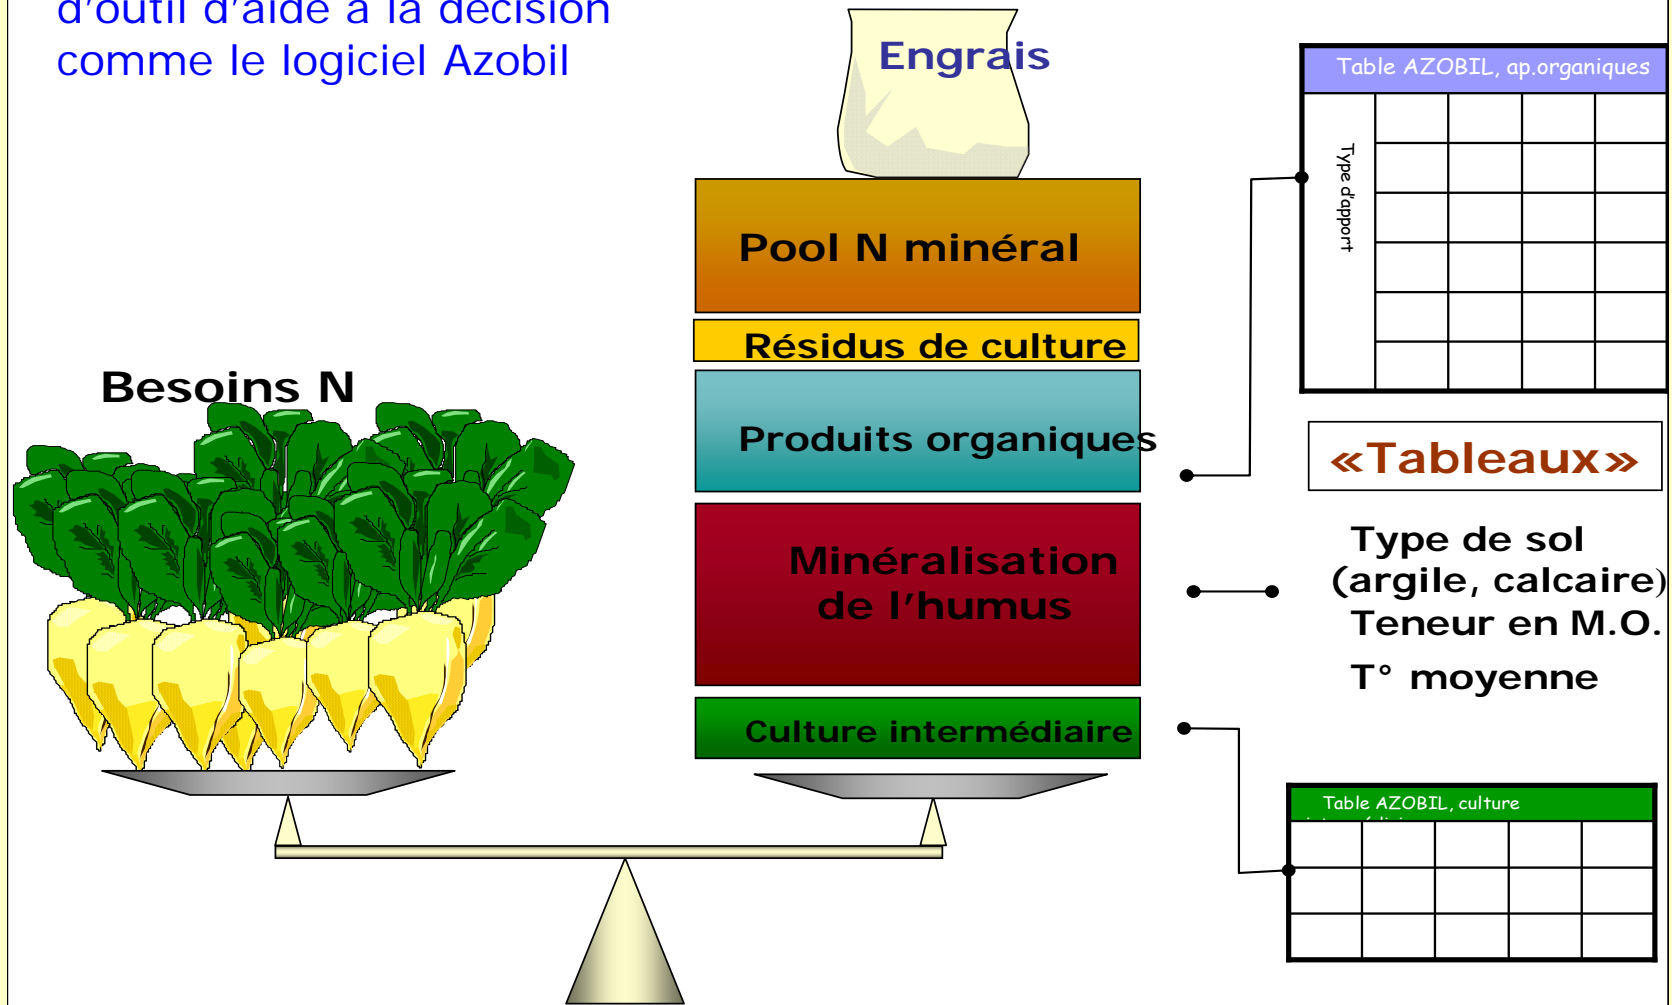 d'outil d'aide à la décision
comme le logiciel Azobil
Engrais
Table AZOBIL, ap.organiques
Type d'apport
Pool N minéral
Résidus de culture
Besoins N
Produits organiques
«Tableaux»
Minéralisation
de l'humus
Type de sol
(argile, calcaire)
Teneur en M.O.
T° moyenne
Culture intermédiaire
Table AZOBIL, culture